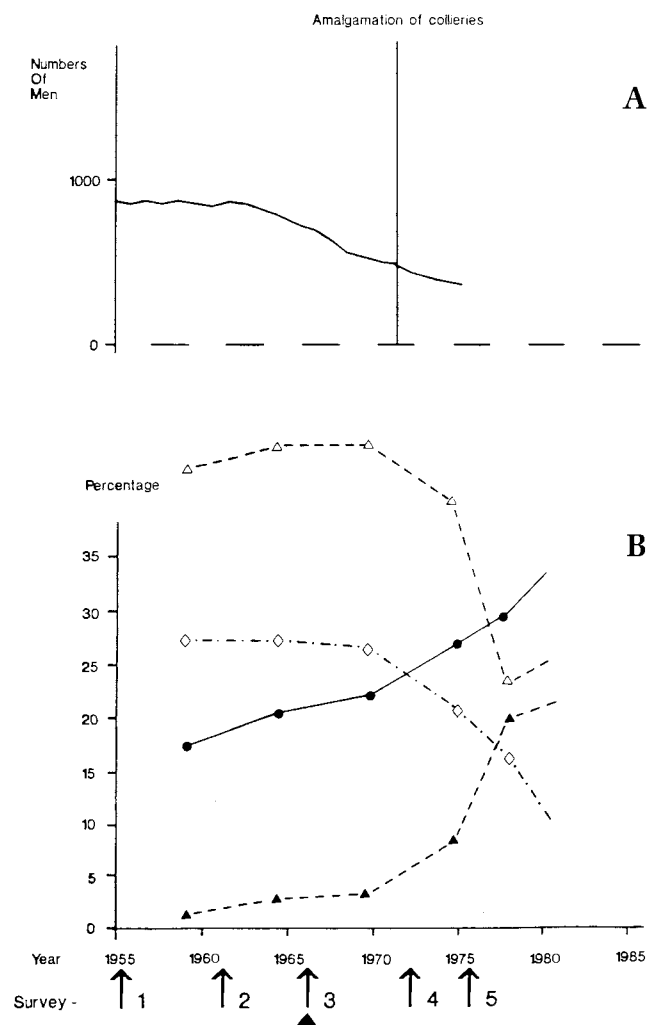 Amalgamation of collieries
Numbers
Of
Men
A
1000
0
Percentage
B
35
30
25
20
15
10
5
0
Year 1955 1960 1965 1970 1975 1980 1985
Survey - 1 2 3 4 5